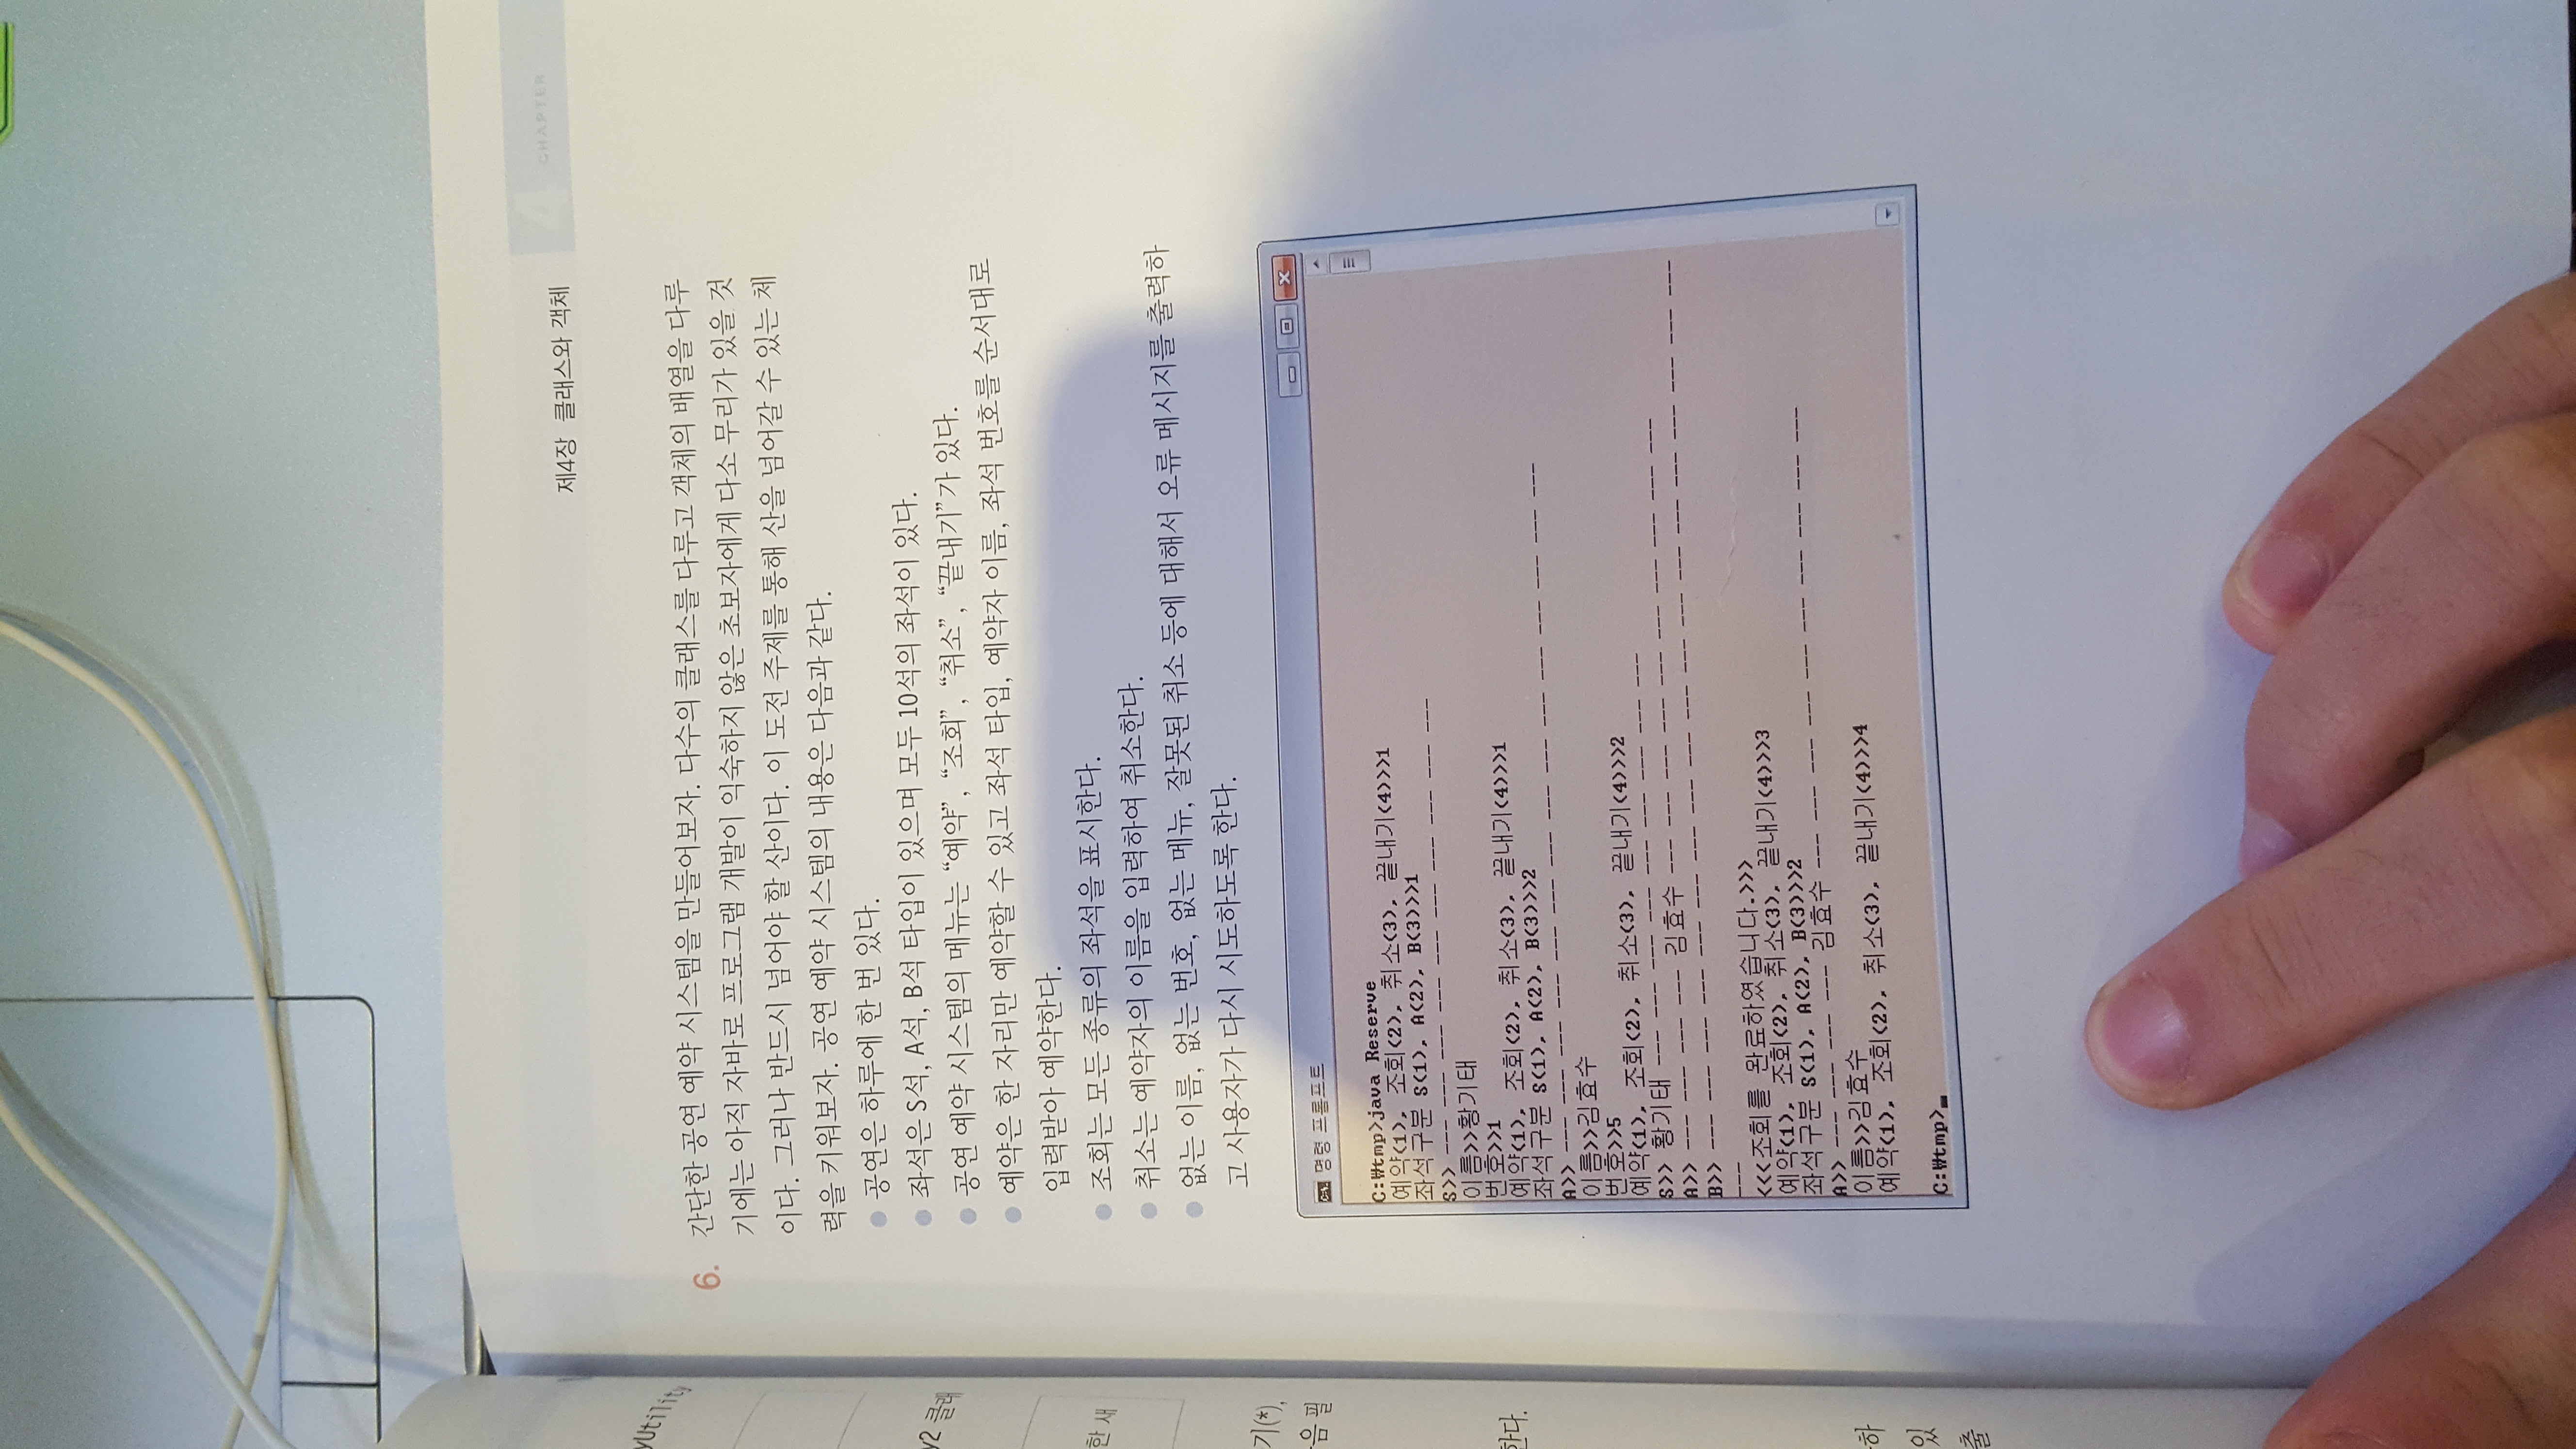 제4장 클래스와 객체
4 CHAPTER
yUtility
y2 클래
한 새
기(*),
음 필
한다.
하
있
출
6. 간단한 공연 예약 시스템을 만들어보자. 다수의 클래스를 다루고 객체의 배열을 다루
기에는 아직 자바로 프로그램 개발이 익숙하지 않은 초보자에게 다소 무리가 있을 것
이다. 그러나 반드시 넘어야 할 산이다. 이 도전 주제를 통해 산을 넘어갈 수 있는 체
력을 키워보자. 공연 예약 시스템의 내용은 다음과 같다.
● 공연은 하루에 한 번 있다.
● 좌석은 S석, A석, B석 타입이 있으며 모두 10석의 좌석이 있다.
● 공연 예약 시스템의 메뉴는 “예약”, “조회”, “취소”, “끝내기”가 있다.
● 예약은 한 자리만 예약할 수 있고 좌석 타입, 예약자 이름, 좌석 번호를 순서대로
입력받아 예약한다.
● 조회는 모든 종류의 좌석을 표시한다.
● 취소는 예약자의 이름을 입력하여 취소한다.
● 없는 이름, 없는 번호, 없는 메뉴, 잘못된 취소 등에 대해서 오류 메시지를 출력하
고 사용자가 다시 시도하도록 한다.
명령 프롬프트
C:₩tmp>java Reserve
예약(1), 조회(2), 취소(3), 끝내기(4)>>>1
좌석구분 S(1), A(2), B(3)>>>1
S>> --- --- --- --- --- --- --- --- --- ---
이름>>황기태
번호>>1
예약(1), 조회(2), 취소(3), 끝내기(4)>>>1
좌석구분 S(1), A(2), B(3)>>>2
A>> --- --- --- --- --- --- --- --- --- --- --- --- --- --- ---
이름>>김효수
번호>>5
예약(1), 조회(2), 취소(3), 끝내기(4)>>>2
S>> 황기태 --- --- --- --- --- --- --- --- ---
A>> --- --- --- --- 김효수 --- --- --- --- --- --- --- --- --- ---
B>> --- --- --- --- --- --- --- --- --- --- --- --- --- --- --- --- --- --- ---
---
<<<조회를 완료하였습니다.>>>
예약(1), 조회(2), 취소(3), 끝내기(4)>>>3
좌석구분 S(1), A(2), B(3)>>>2
A>> --- --- --- --- 김효수 --- --- --- --- --- --- --- --- --- ---
이름>>김효수
예약(1), 조회(2), 취소(3), 끝내기(4)>>>4
C:₩tmp>